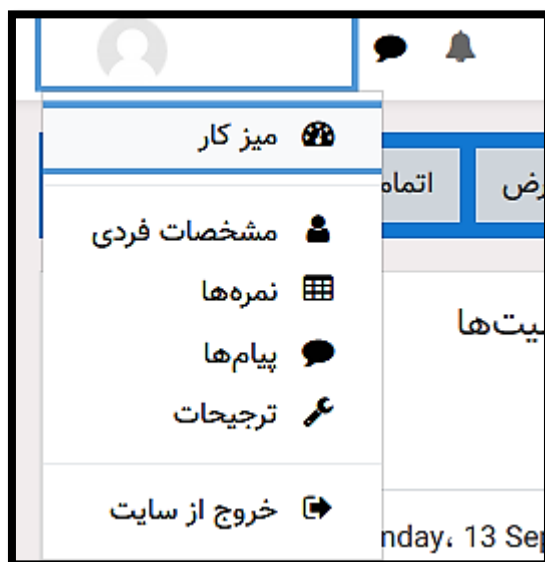 میز کار
مشخصات فردی
نمره‌ها
پیام‌ها
ترجیحات
خروج از سایت